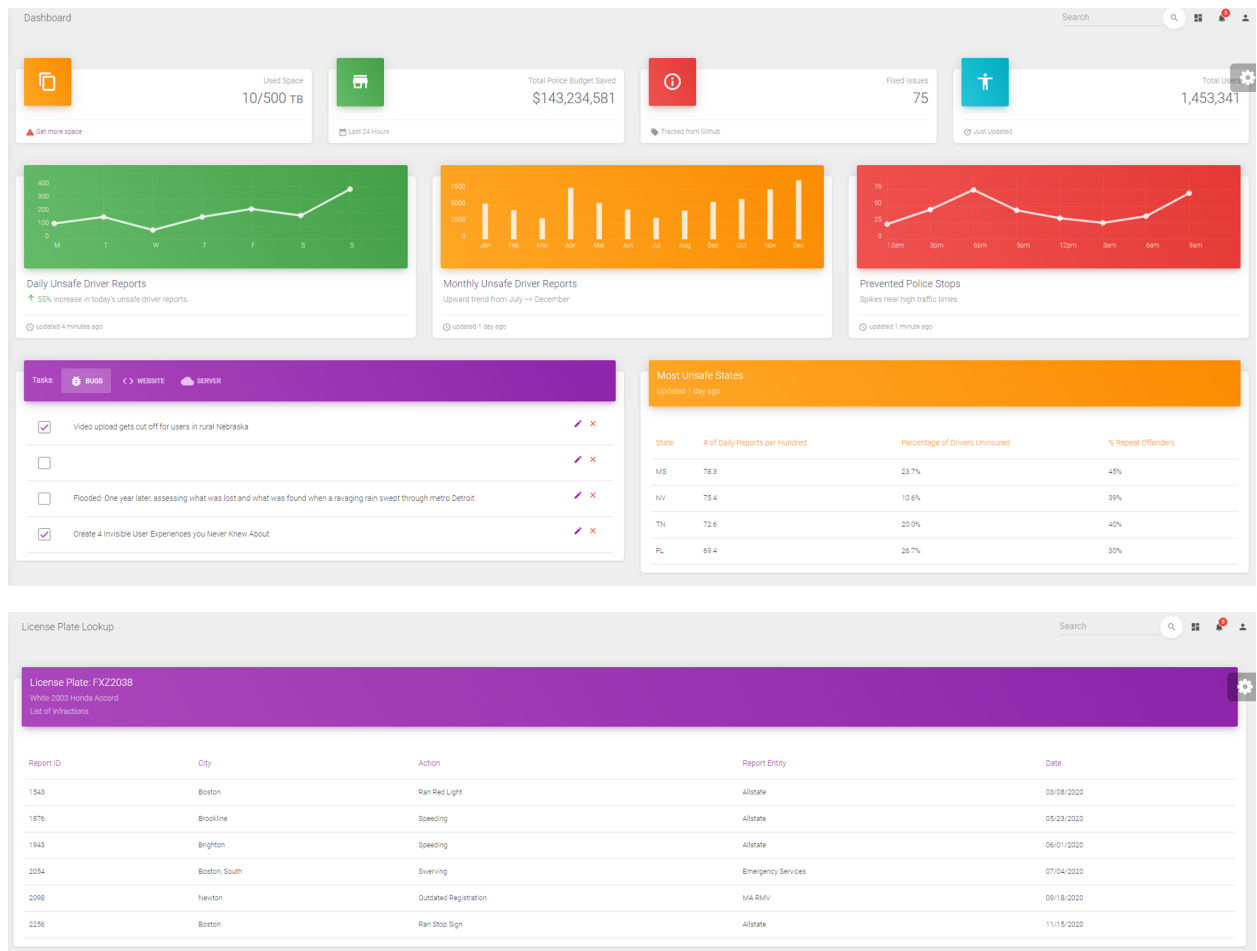 Dashboard
Search
3
Used Space
10/500 TB
Get more space
Total Police Budget Saved
$143,234,581
Last 24 Hours
Fixed Issues
75
Tracked from Github
Total Users
1,453,341
Just Updated
400
300
200
100
0
M T W T F S S
Daily Unsafe Driver Reports
55% increase in today's unsafe driver reports.
updated 4 minutes ago
7500
5000
2500
0
Jan Feb Mar Apr Mai Jun Jul Aug Sep Oct Nov Dec
Monthly Unsafe Driver Reports
Upward trend from July --> December
updated 1 day ago
75
50
25
0
12am 3pm 6pm 9pm 12pm 3am 6am 9am
Prevented Police Stops
Spikes near high traffic times.
updated 1 minute ago
Tasks: BUGS <> WEBSITE SERVER
Video upload gets cut off for users in rural Nebraska
Flooded: One year later, assessing what was lost and what was found when a ravaging rain swept through metro Detroit
Create 4 Invisible User Experiences you Never Knew About
Most Unsafe States
Updated 1 day ago
State # of Daily Reports per Hundred Percentage of Drivers Uninsured % Repeat Offenders
MS 78.3 23.7% 45%
NV 75.4 10.6% 39%
TN 72.6 20.0% 40%
FL 69.4 26.7% 30%
License Plate Lookup
Search
3
License Plate: FXZ2038
White 2003 Honda Accord
List of Infractions
Report ID City Action Report Entity Date
1543 Boston Ran Red Light Allstate 03/08/2020
1876 Brookline Speeding Allstate 05/23/2020
1943 Brighton Speeding Allstate 06/01/2020
2054 Boston, South Swerving Emergency Services 07/04/2020
2098 Newton Outdated Registration MA RMV 09/18/2020
2256 Boston Ran Stop Sign Allstate 11/15/2020